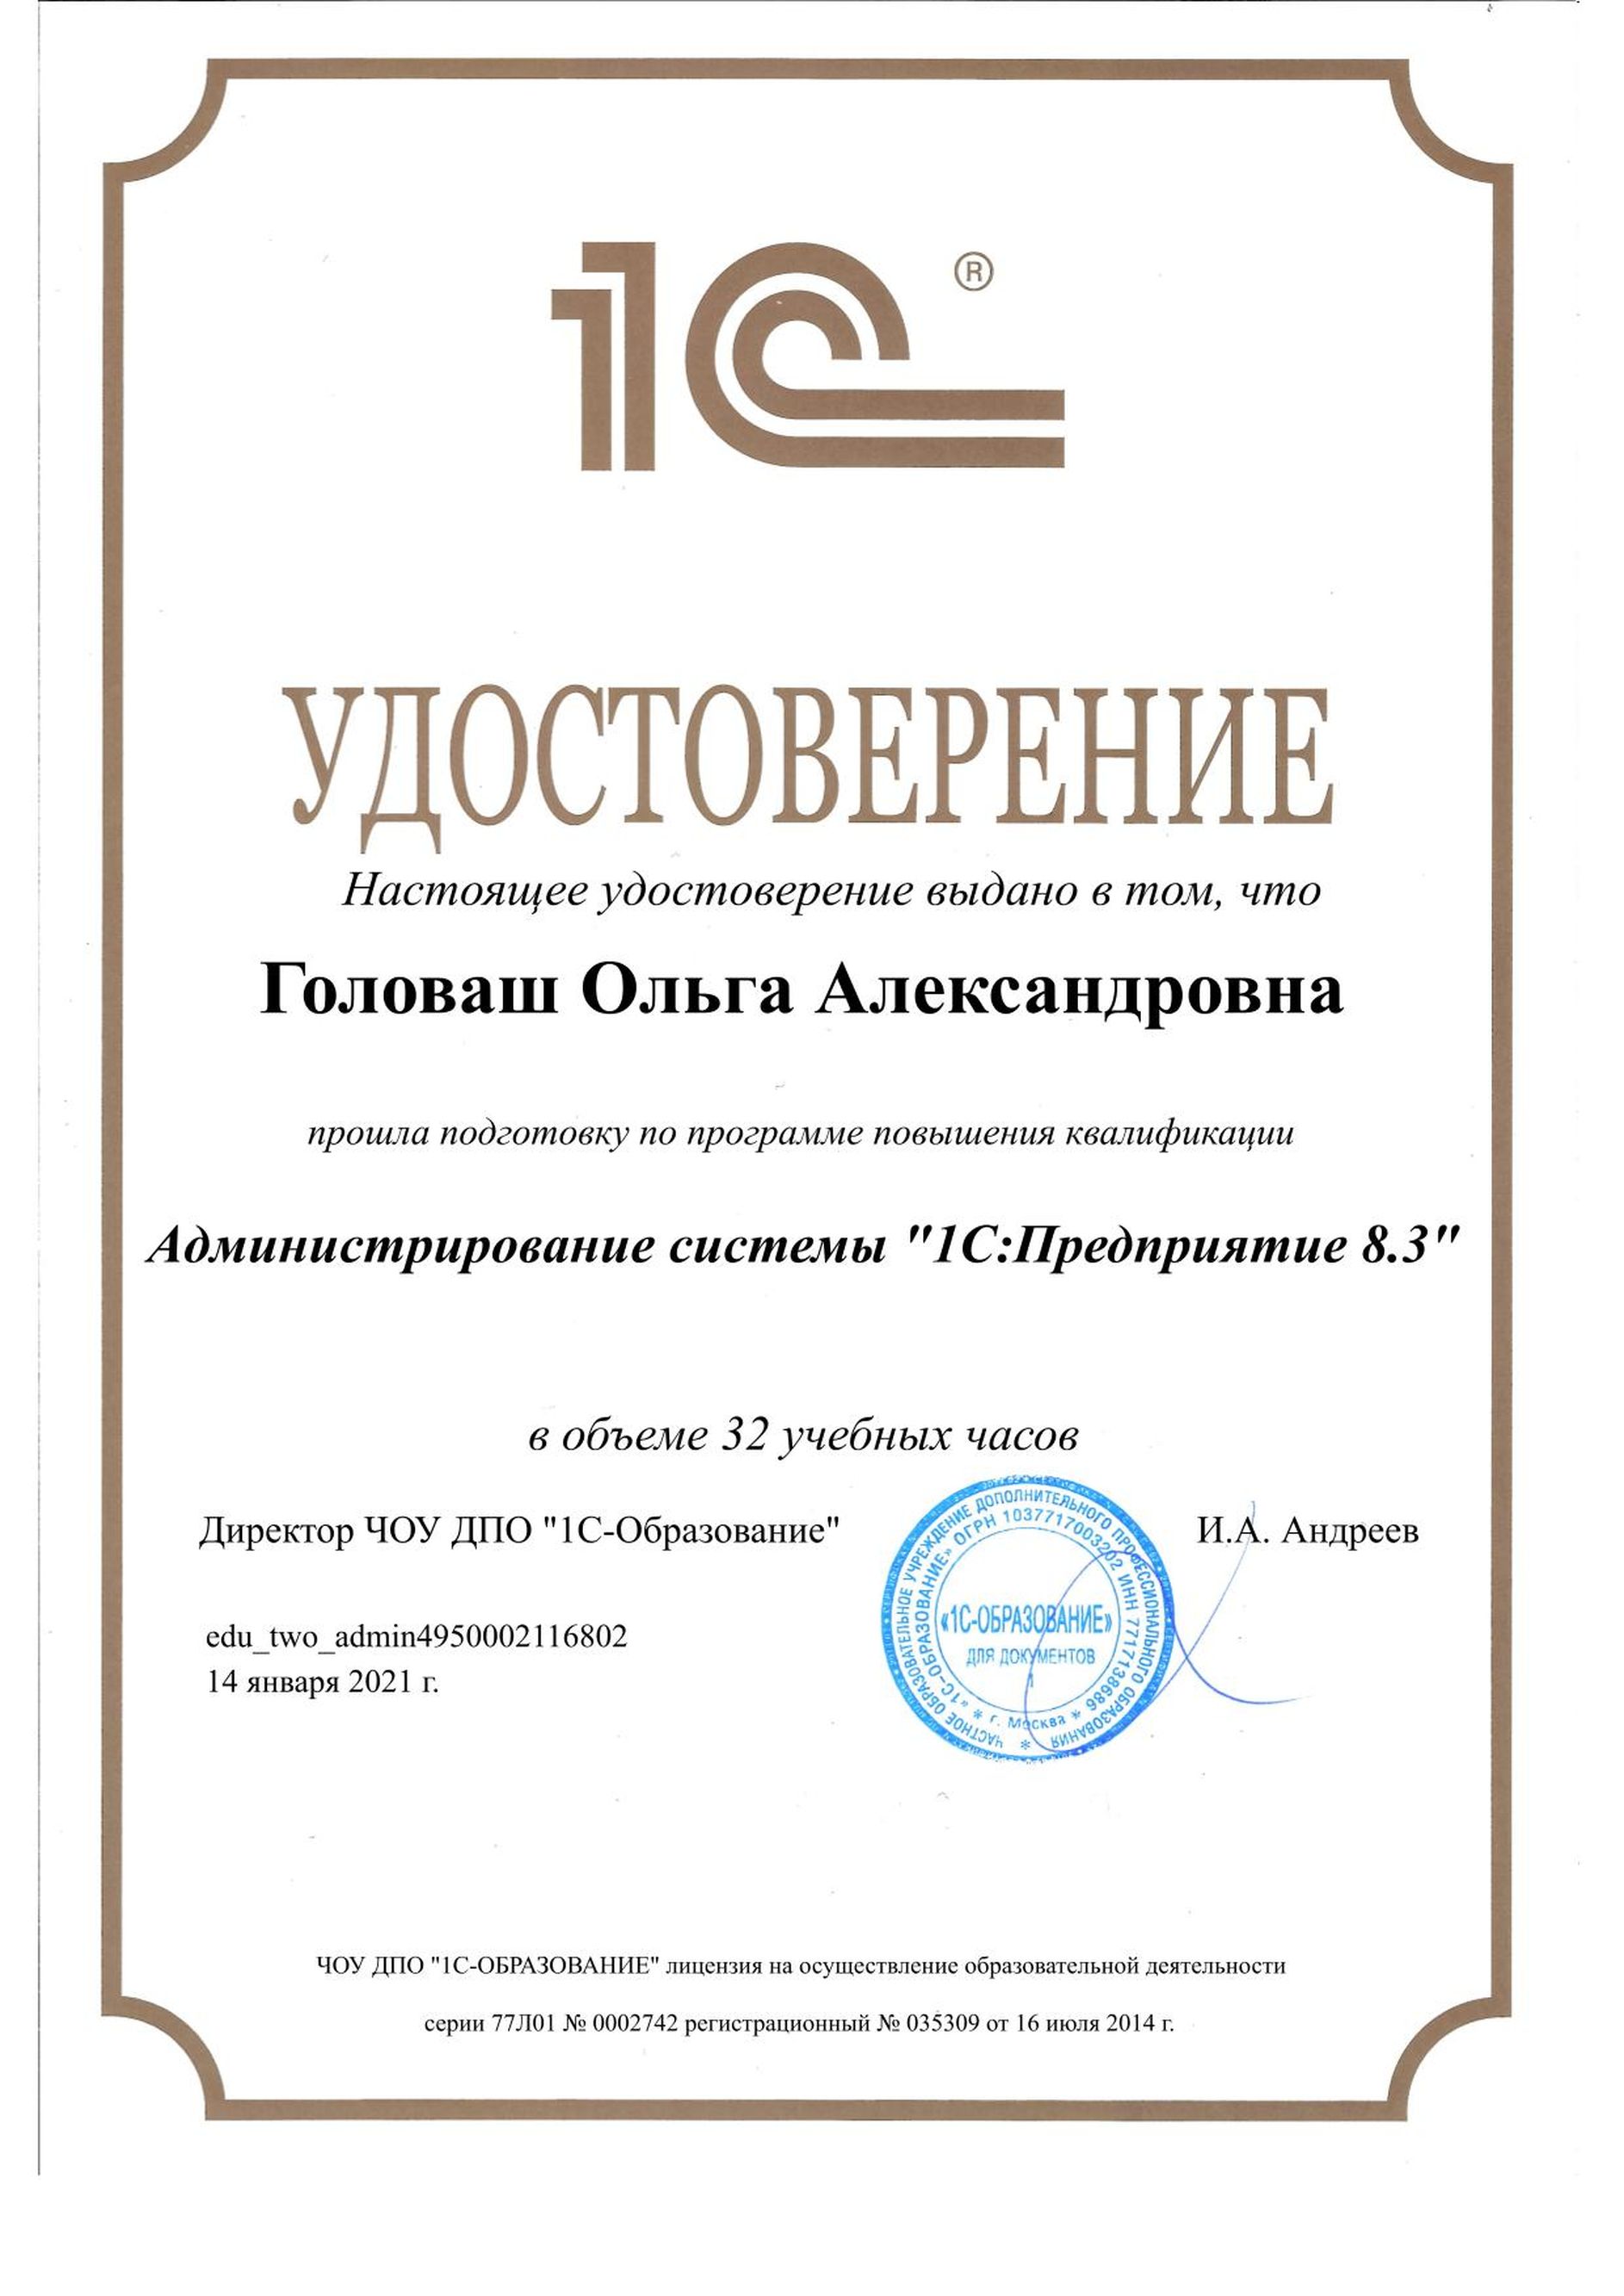 1С ®
УДОСТОВЕРЕНИЕ
Настоящее удостоверение выдано в том, что
Головаш Ольга Александровна
прошла подготовку по программе повышения квалификации
Администрирование системы "1С:Предприятие 8.3"
в объеме 32 учебных часов
Директор ЧОУ ДПО "1С-Образование"
И.А. Андреев
ЧАСТНОЕ ОБРАЗОВАТЕЛЬНОЕ УЧРЕЖДЕНИЕ ДОПОЛНИТЕЛЬНОГО ПРОФЕССИОНАЛЬНОГО ОБРАЗОВАНИЯ *
«1С-ОБРАЗОВАНИЕ» ОГРН 1037717003202 ИНН 7717138686
* г. Москва *
«1С-ОБРАЗОВАНИЕ»
ДЛЯ ДОКУМЕНТОВ
1
edu_two_admin4950002116802
14 января 2021 г.
ЧОУ ДПО "1С-ОБРАЗОВАНИЕ" лицензия на осуществление образовательной деятельности
серии 77Л01 № 0002742 регистрационный № 035309 от 16 июля 2014 г.